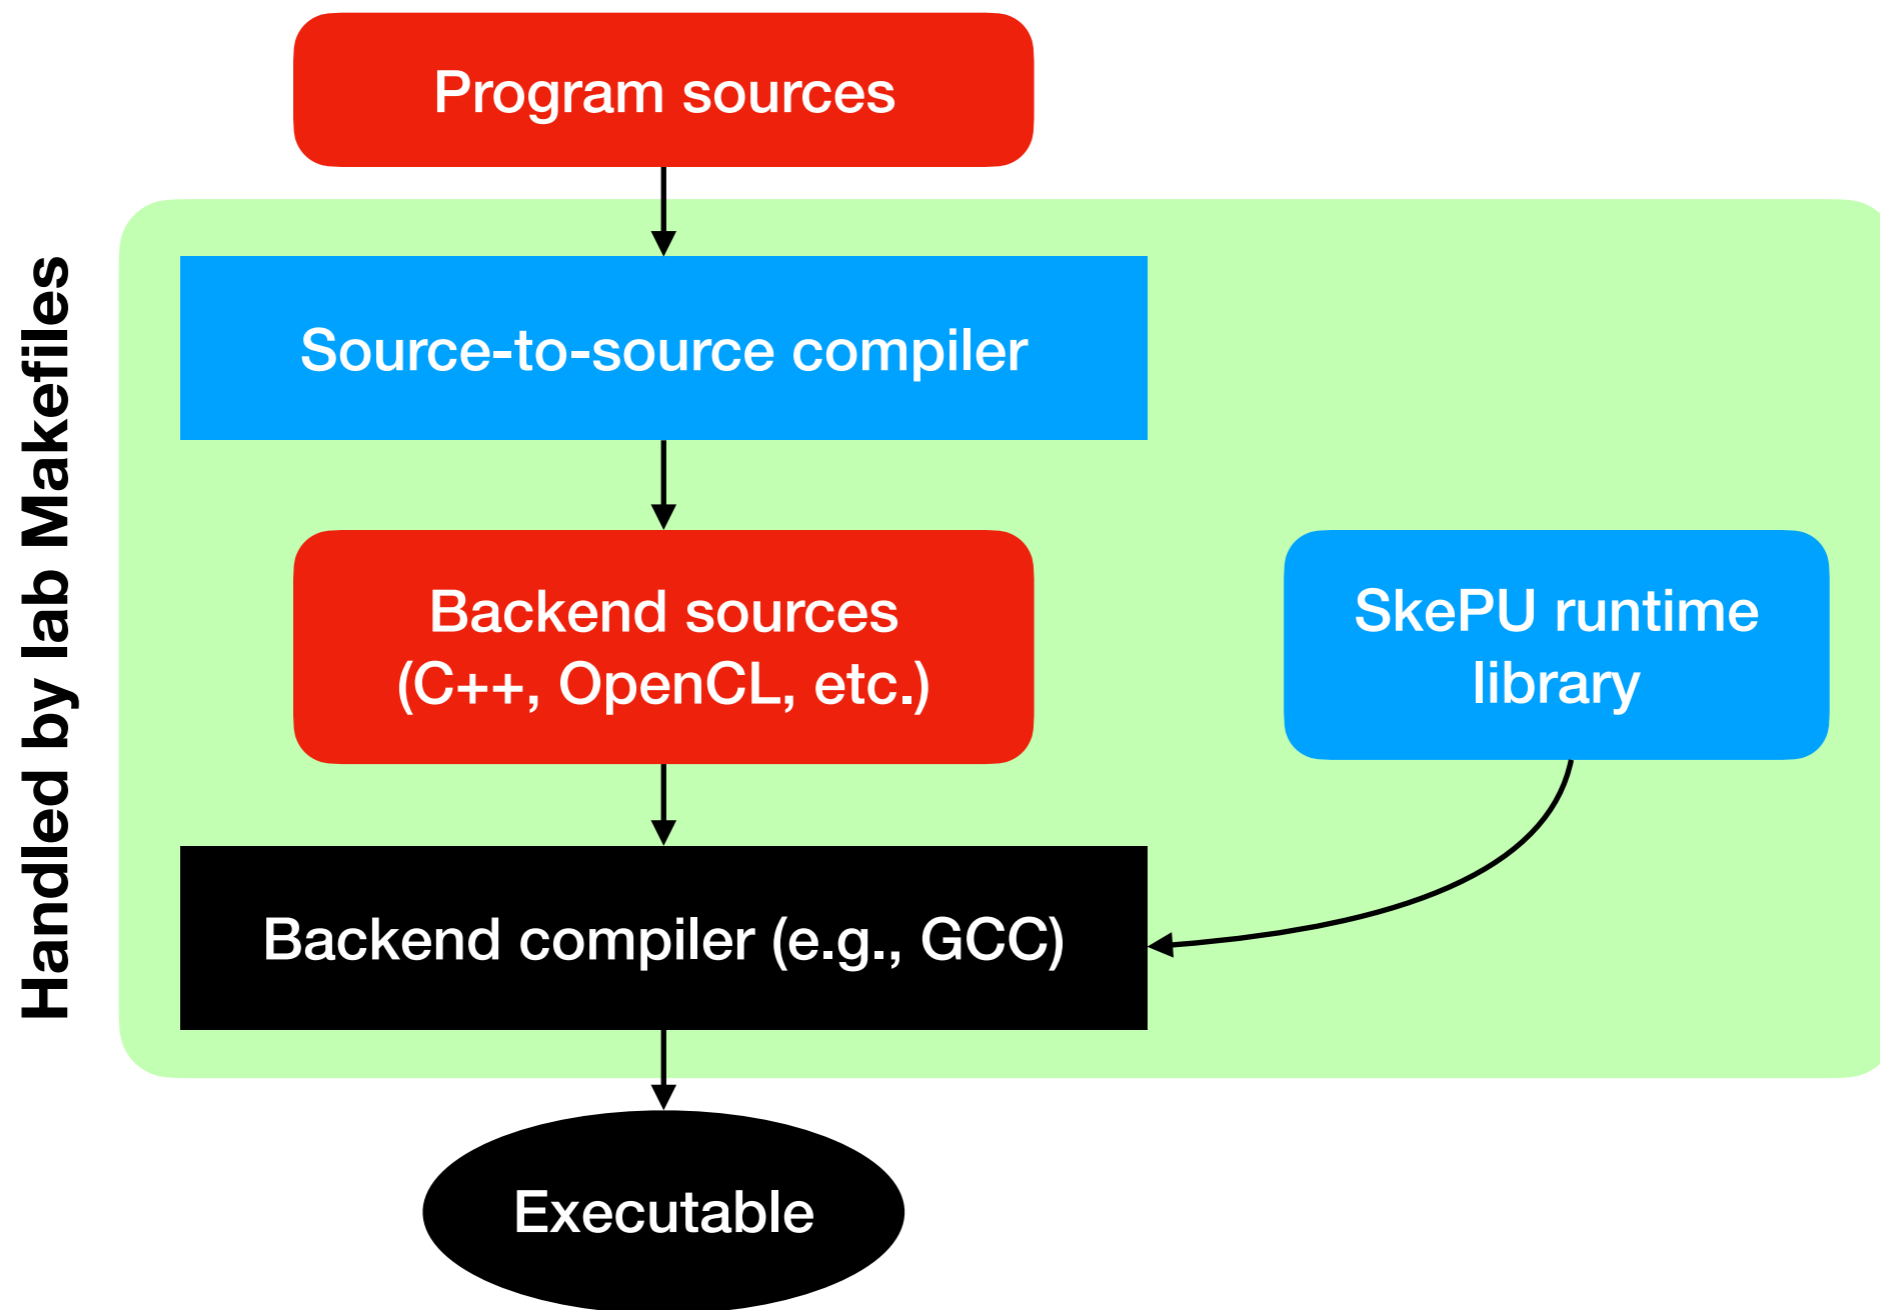 Program sources
Handled by lab Makefiles
Source-to-source compiler
Backend sources
(C++, OpenCL, etc.)
SkePU runtime
library
Backend compiler (e.g., GCC)
Executable